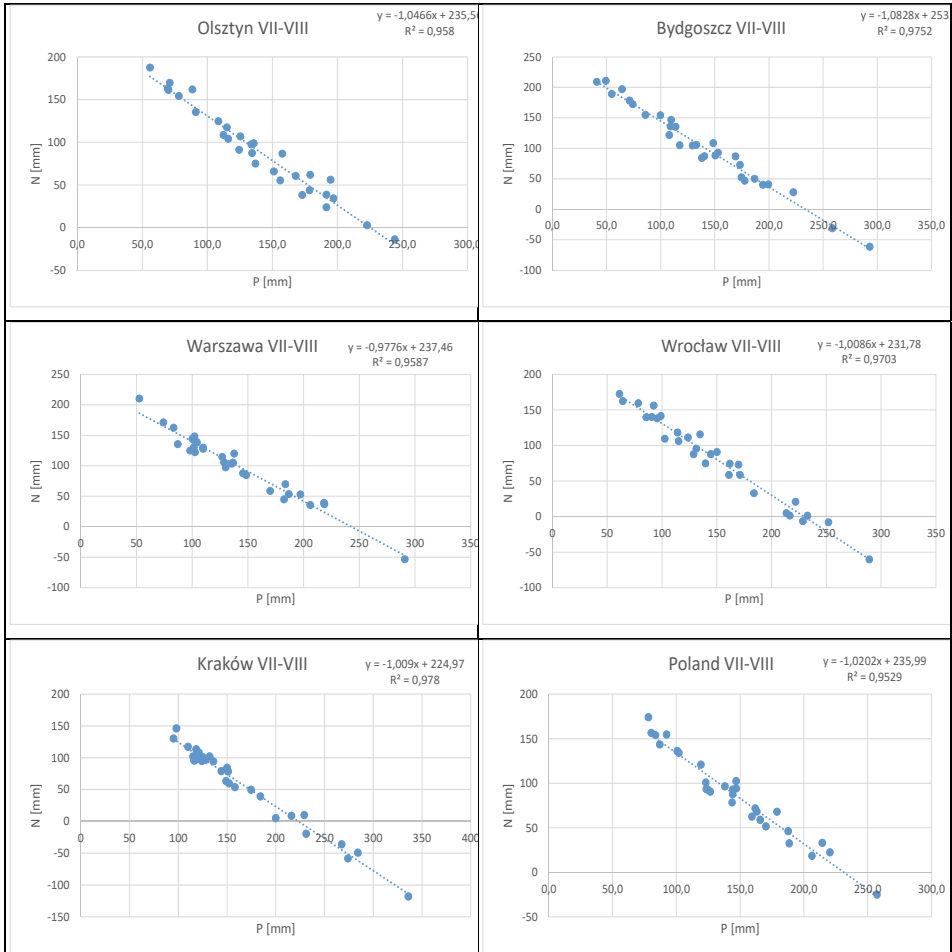 Olsztyn VII-VIII
y = -1,0466x + 235,56
R² = 0,958
200
150
100
50
0
-50
0,0 50,0 100,0 150,0 200,0 250,0 300,0
N [mm]
P [mm]
Bydgoszcz VII-VIII
y = -1,0828x + 253
R² = 0,9752
250
200
150
100
50
0
-50
-100
0,0 50,0 100,0 150,0 200,0 250,0 300,0 350,0
N [mm]
P [mm]
Warszawa VII-VIII
y = -0,9776x + 237,46
R² = 0,9587
250
200
150
100
50
0
-50
-100
0 50 100 150 200 250 300 350
N [mm]
P [mm]
Wrocław VII-VIII
y = -1,0086x + 231,78
R² = 0,9703
200
150
100
50
0
-50
-100
0 50 100 150 200 250 300 350
N [mm]
P [mm]
Kraków VII-VIII
y = -1,009x + 224,97
R² = 0,978
200
150
100
50
0
-50
-100
-150
0 50 100 150 200 250 300 350 400
N [mm]
P [mm]
Poland VII-VIII
y = -1,0202x + 235,99
R² = 0,9529
200
150
100
50
0
-50
0,0 50,0 100,0 150,0 200,0 250,0 300,0
N [mm]
P [mm]